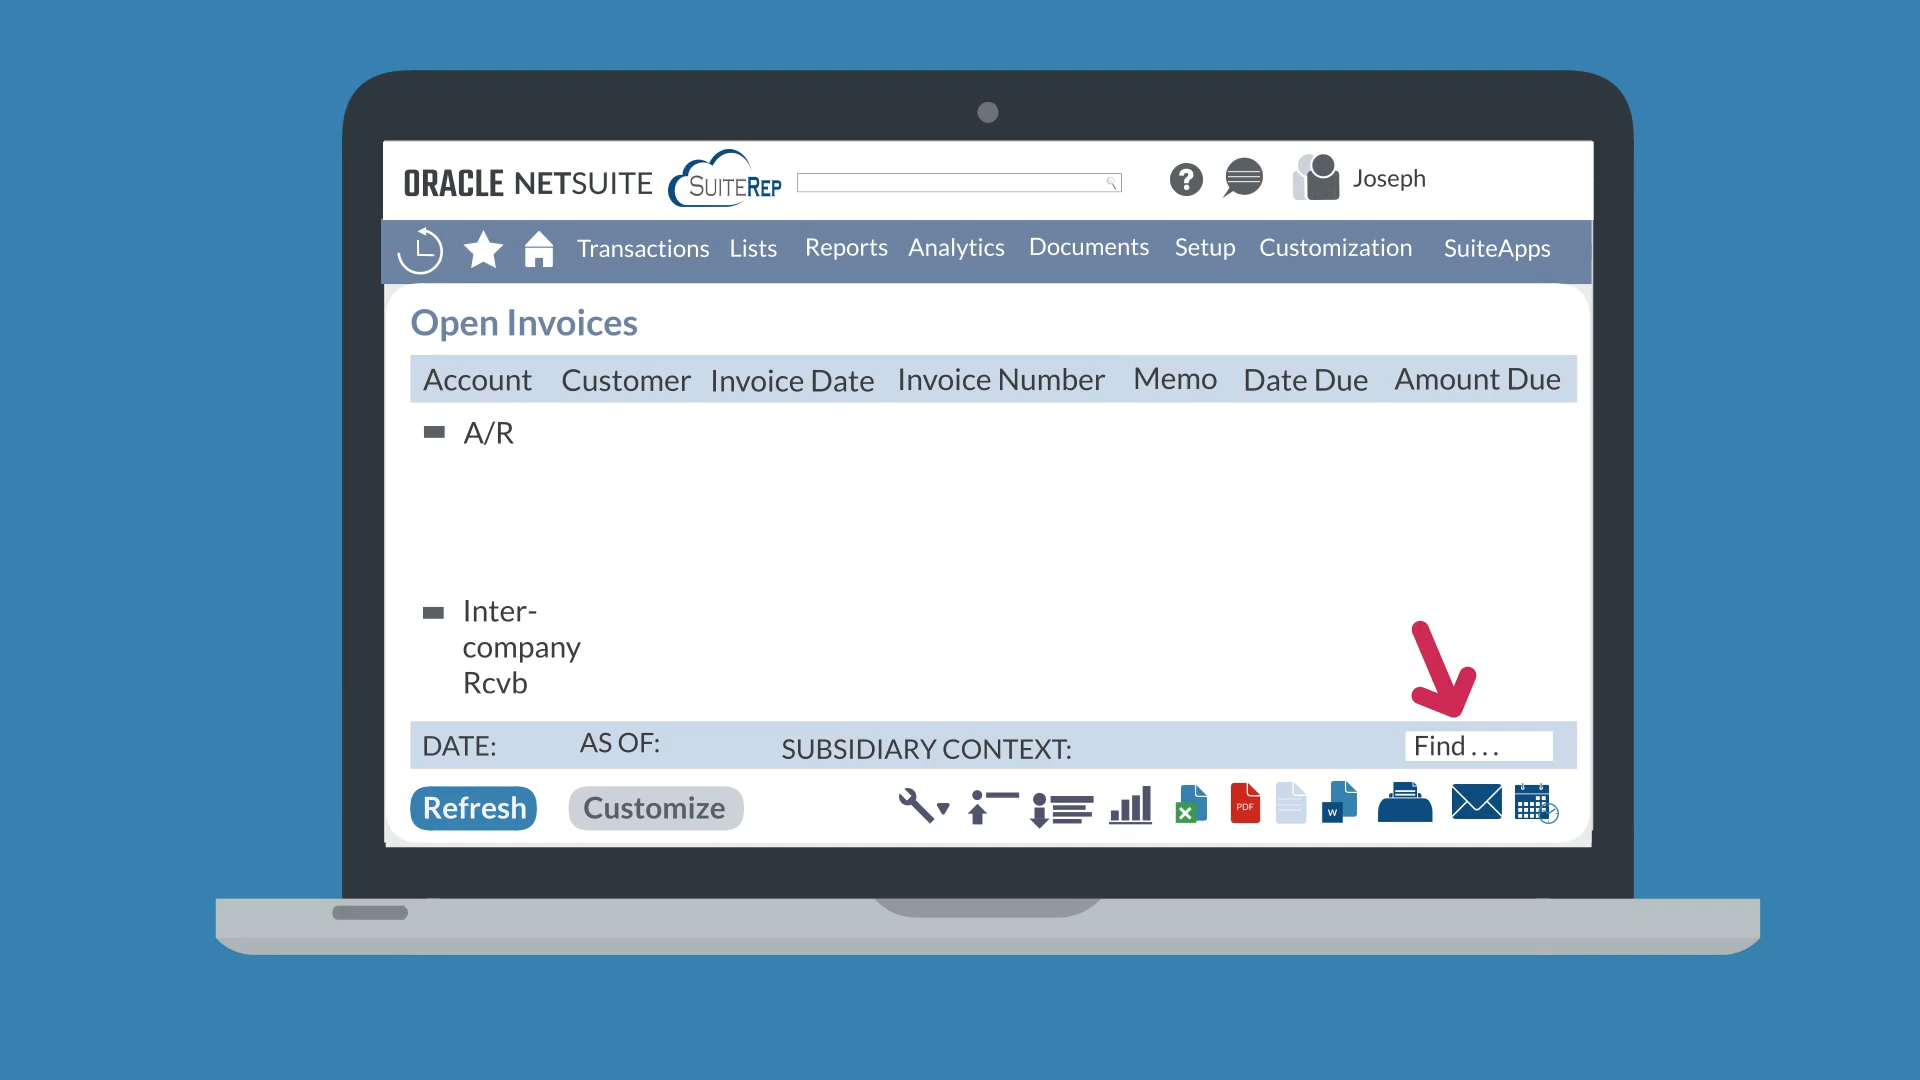 ORACLE NETSUITE SUITEREP ? Joseph
Transactions Lists Reports Analytics Documents Setup Customization SuiteApps
Open Invoices
Account Customer Invoice Date Invoice Number Memo Date Due Amount Due
A/R
Inter-
company
Rcvb
DATE: AS OF: SUBSIDIARY CONTEXT: Find . . .
Refresh Customize X PDF W